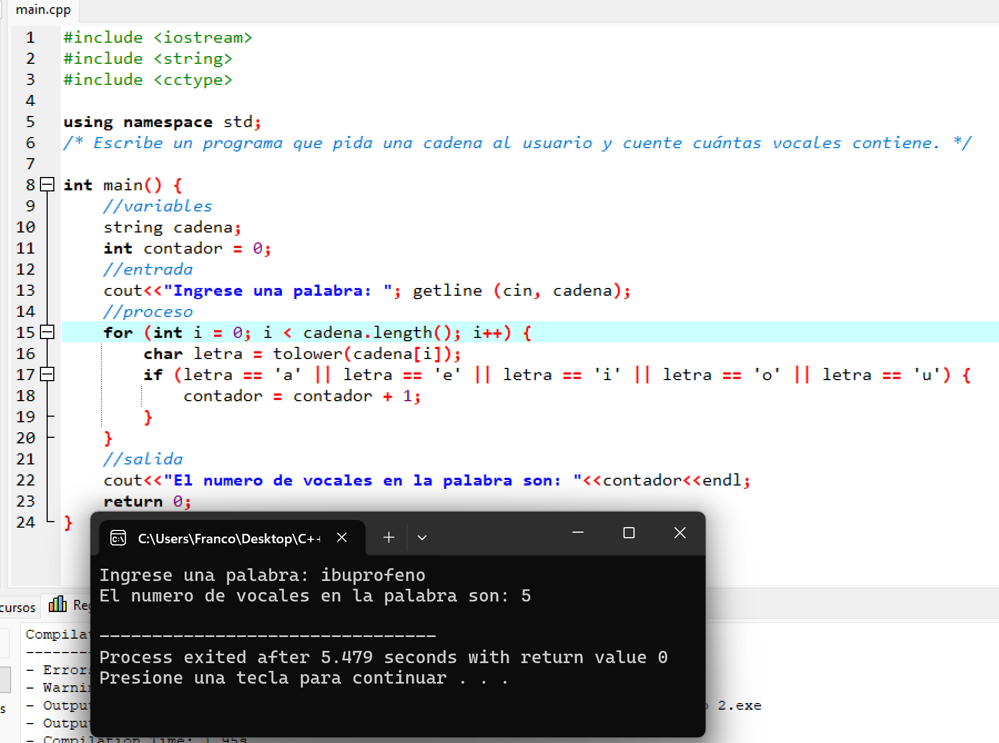 main.cpp
1 #include <iostream>
2 #include <string>
3 #include <cctype>
4
5 using namespace std;
6 /* Escribe un programa que pida una cadena al usuario y cuente cuántas vocales contiene. */
7
8 int main() {
9 //variables
10 string cadena;
11 int contador = 0;
12 //entrada
13 cout<<"Ingrese una palabra: "; getline (cin, cadena);
14 //proceso
15 for (int i = 0; i < cadena.length(); i++) {
16 char letra = tolower(cadena[i]);
17 if (letra == 'a' || letra == 'e' || letra == 'i' || letra == 'o' || letra == 'u') {
18 contador = contador + 1;
19 }
20 }
21 //salida
22 cout<<"El numero de vocales en la palabra son: "<<contador<<endl;
23 return 0;
24 }
C:\Users\Franco\Desktop\C++
Ingrese una palabra: ibuprofeno
El numero de vocales en la palabra son: 5
--------------------------------
Process exited after 5.479 seconds with return value 0
Presione una tecla para continuar . . .
cursos
Compila
--------
- Errors
- Warni
- Output 2.exe
- Output
- Compilation Time: